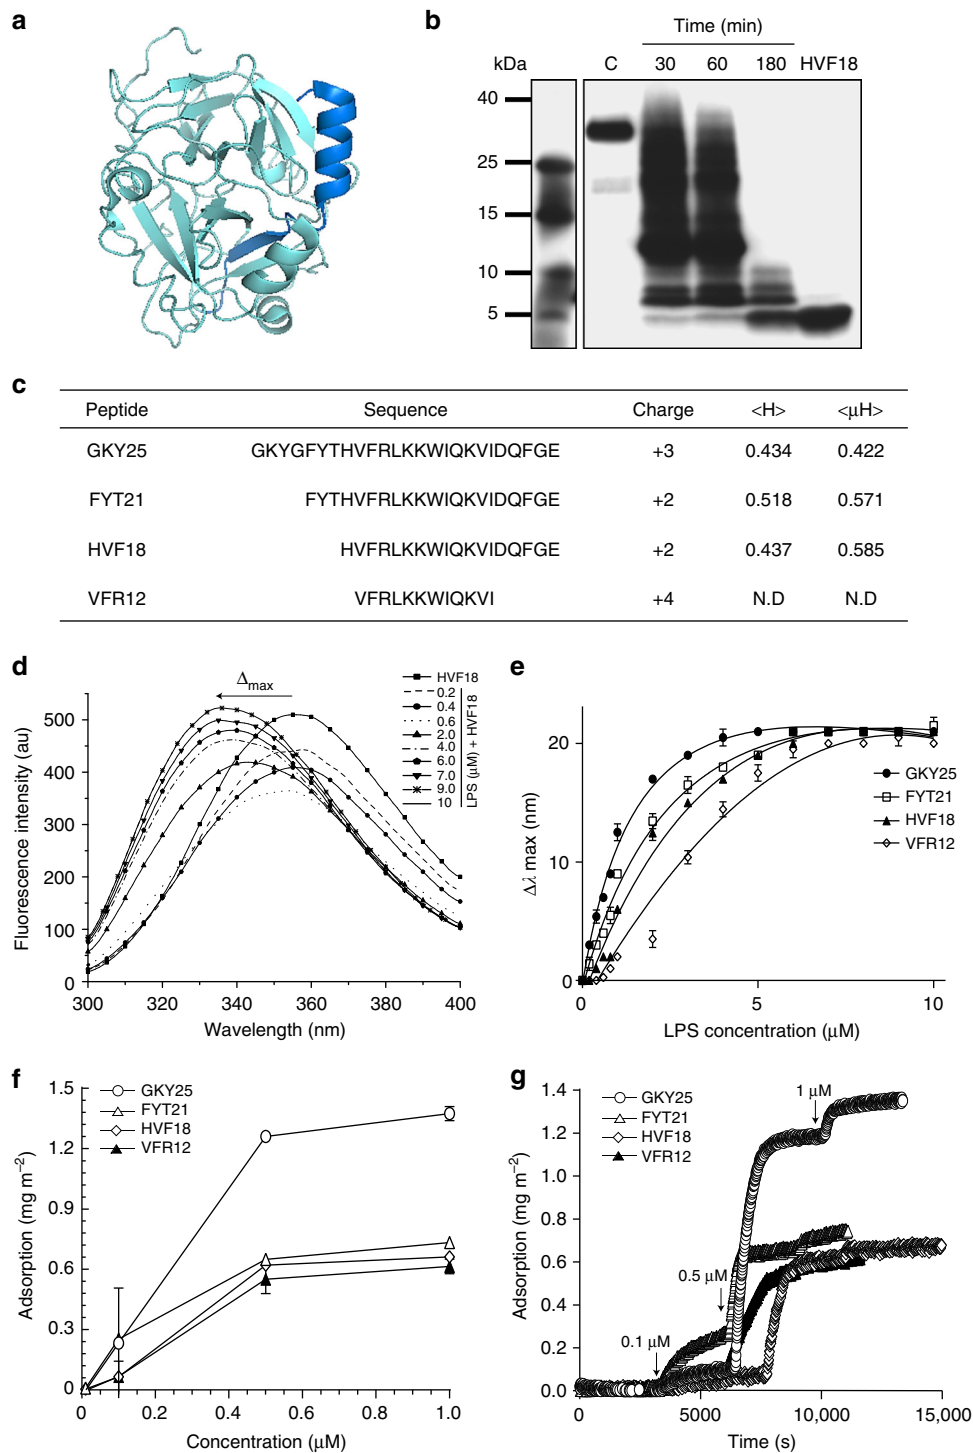 a
b
Time (min)
kDa
C 30 60 180 HVF18
40
25
15
10
5
c
Peptide Sequence Charge <H> <μH>
GKY25 GKYGFYTHVFRLKKWIQKVIDQFGE +3 0.434 0.422
FYT21 FYTHVFRLKKWIQKVIDQFGE +2 0.518 0.571
HVF18 HVFRLKKWIQKVIDQFGE +2 0.437 0.585
VFR12 VFRLKKWIQKVI +4 N.D N.D
d
Δmax
HVF18
0.2
0.4
0.6
2.0
4.0
6.0
7.0
9.0
10
LPS (μM) + HVF18
Fluorescence intensity (au)
500
400
300
200
100
0
300 320 340 360 380 400
Wavelength (nm)
e
Δλ max (nm)
20
10
0
GKY25
FYT21
HVF18
VFR12
0 5 10
LPS concentration (μM)
f
GKY25
FYT21
HVF18
VFR12
Adsorption (mg m−2)
1.5
1.2
0.9
0.6
0.3
0
0 0.2 0.4 0.6 0.8 1.0
Concentration (μM)
g
GKY25
FYT21
HVF18
VFR12
1 μM
0.5 μM
0.1 μM
Adsorption (mg m−2)
1.4
1.2
1.0
0.8
0.6
0.4
0.2
0.0
0 5000 10,000 15,000
Time (s)